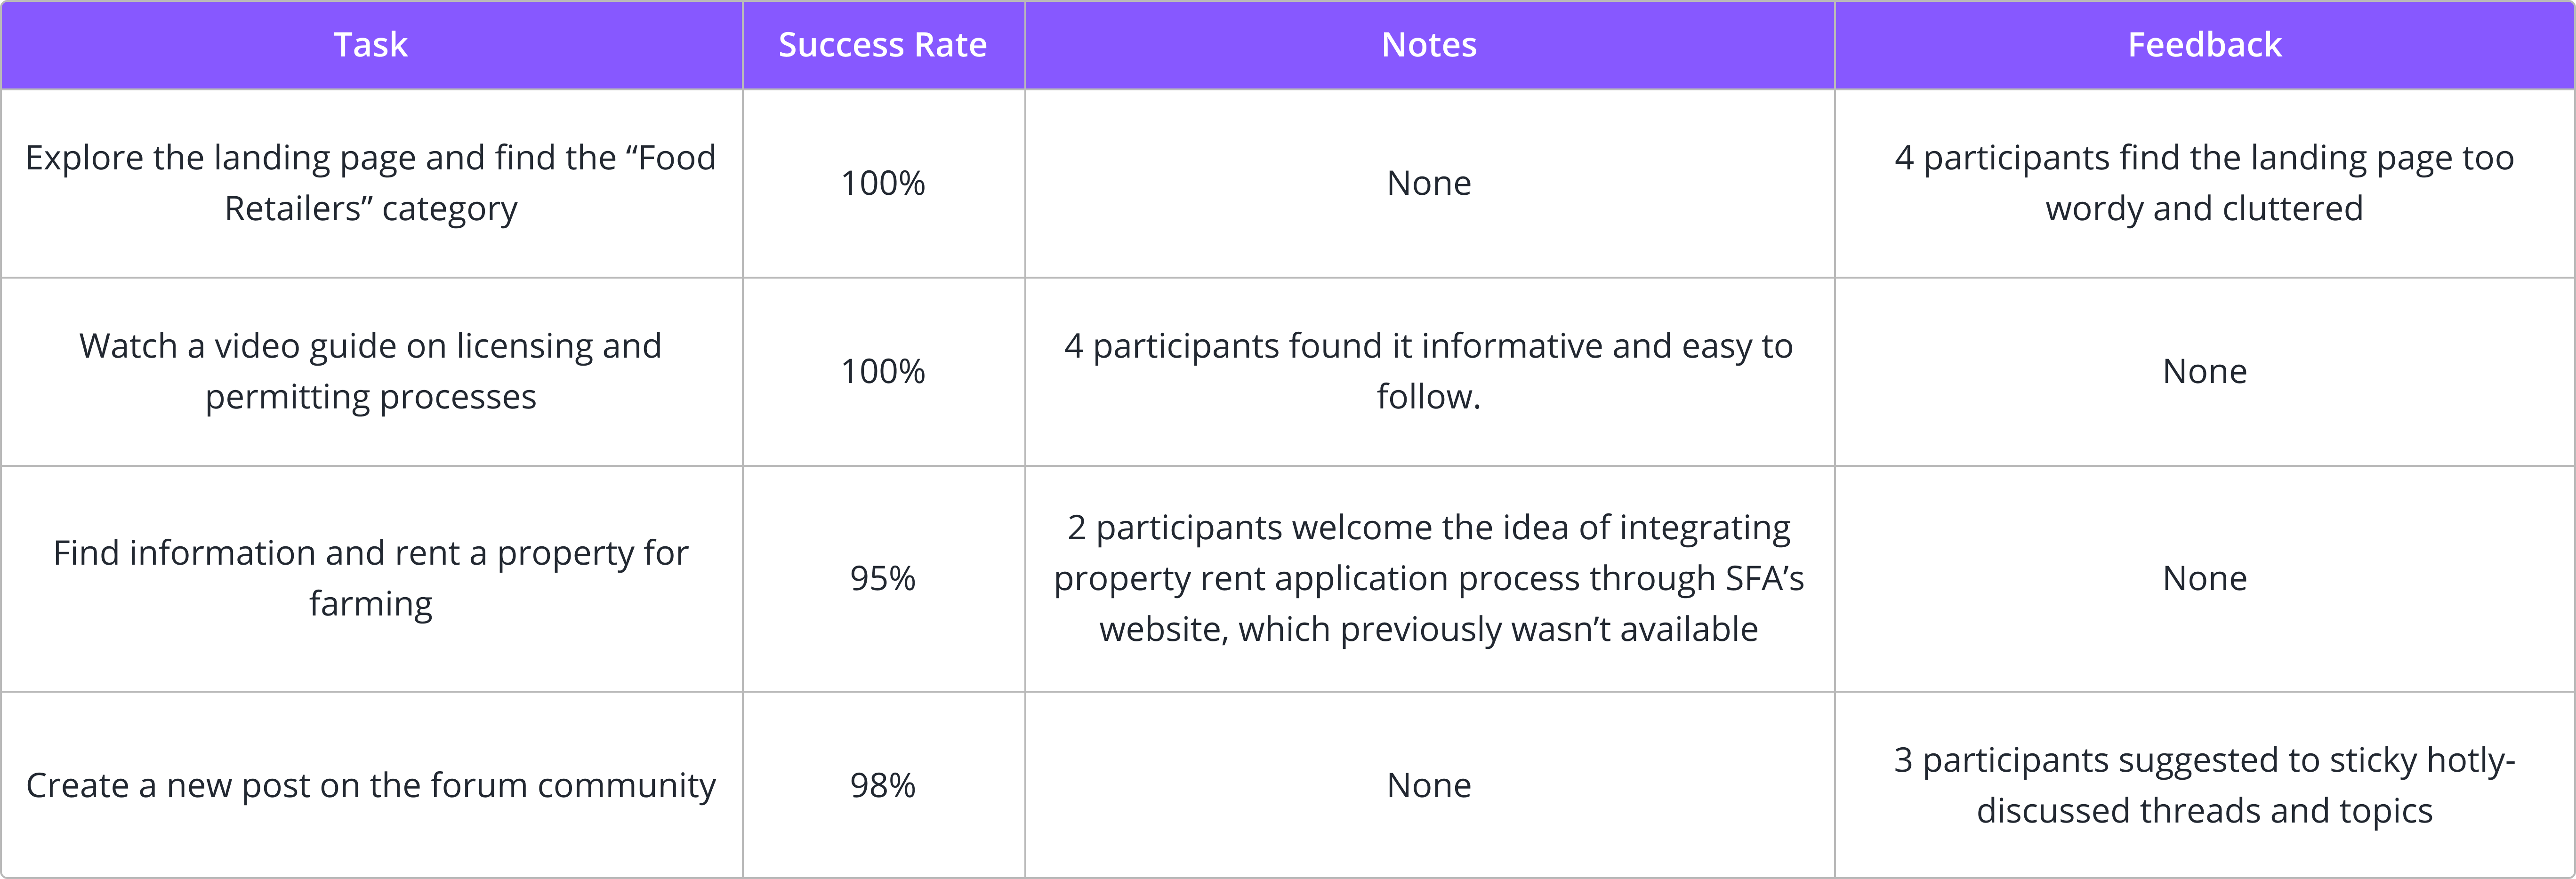 Task
Success Rate
Notes
Feedback
Explore the landing page and find the “Food
Retailers” category
100%
None
4 participants find the landing page too
wordy and cluttered
Watch a video guide on licensing and
permitting processes
100%
4 participants found it informative and easy to
follow.
None
Find information and rent a property for
farming
95%
2 participants welcome the idea of integrating
property rent application process through SFA’s
website, which previously wasn’t available
None
Create a new post on the forum community
98%
None
3 participants suggested to sticky hotly-
discussed threads and topics